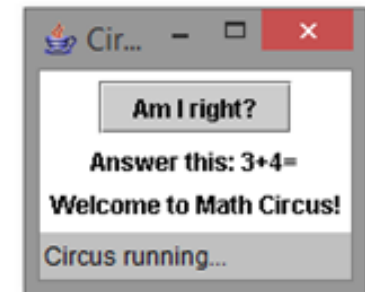 Cir...
Am I right?
Answer this: 3+4=
Welcome to Math Circus!
Circus running...